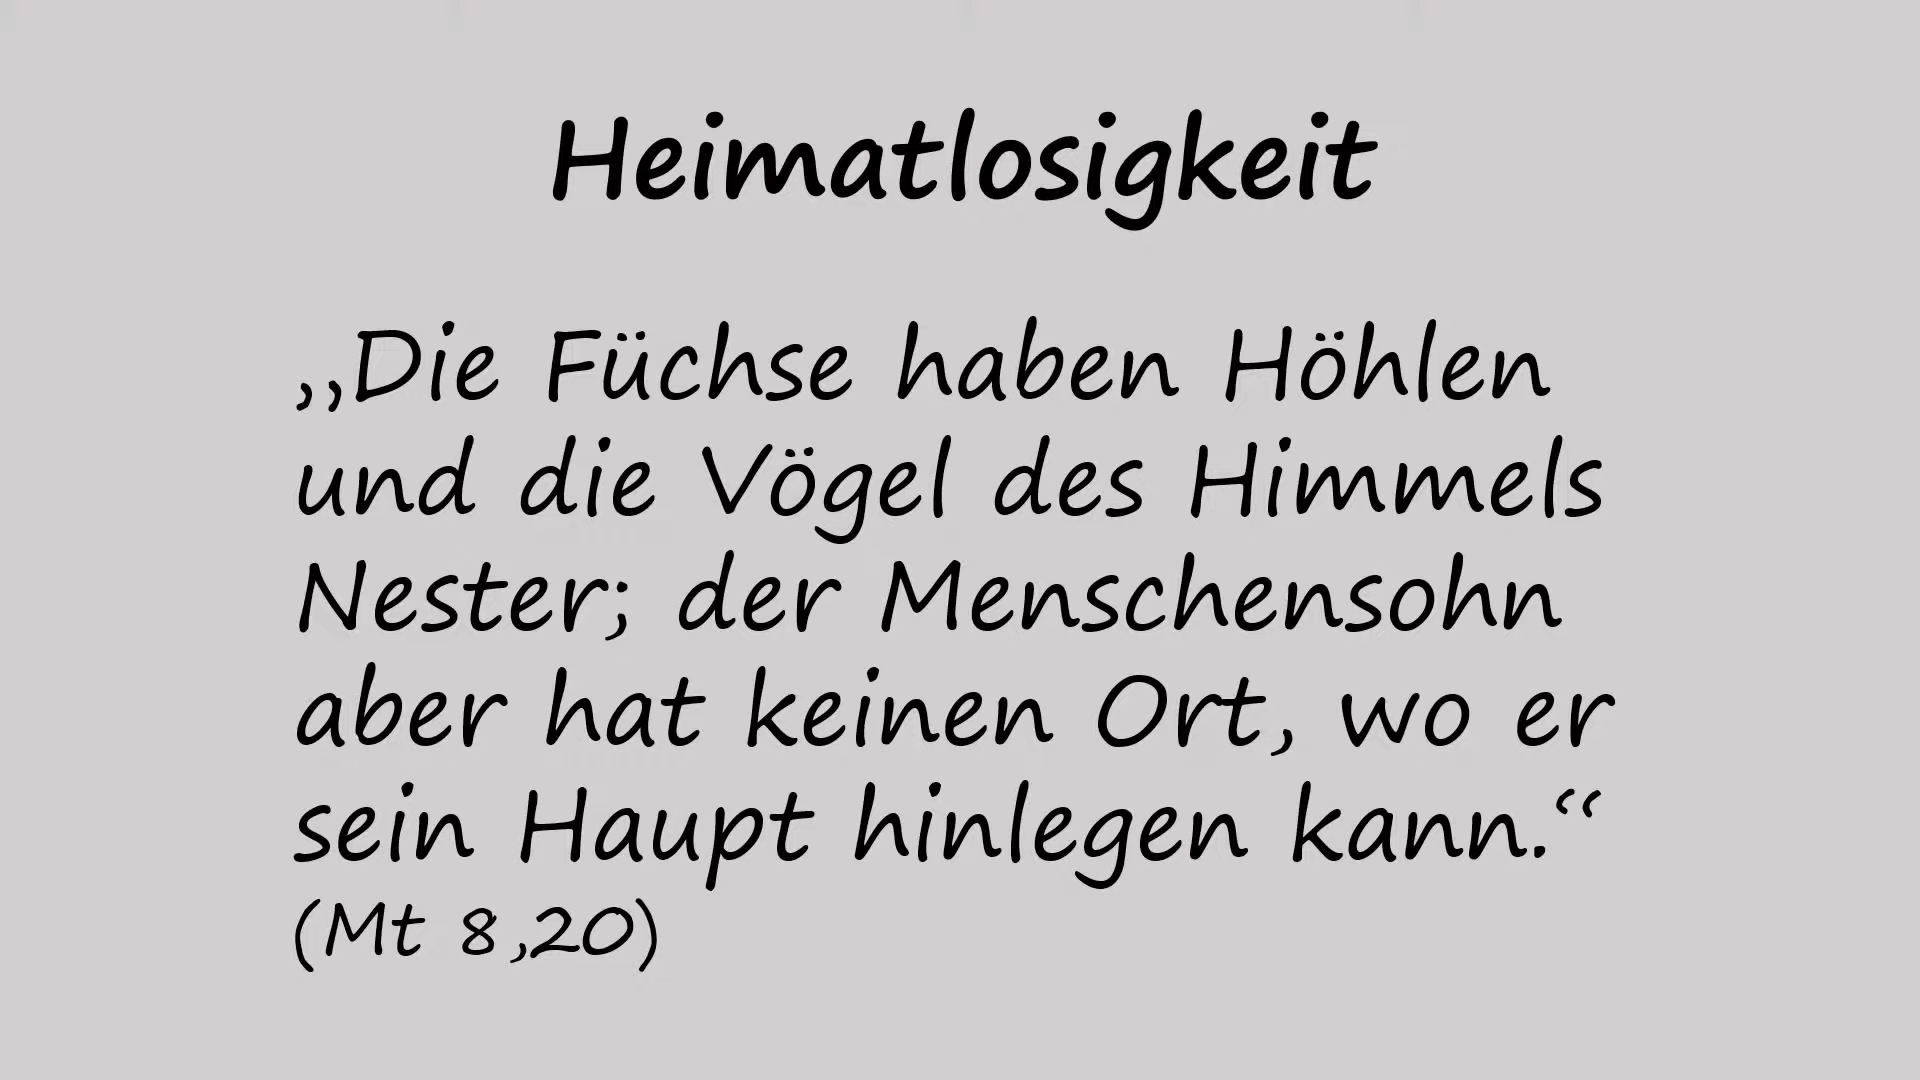 Heimatlosigkeit
„Die Füchse haben Höhlen
und die Vögel des Himmels
Nester; der Menschensohn
aber hat keinen Ort, wo er
sein Haupt hinlegen kann.“
(Mt 8,20)